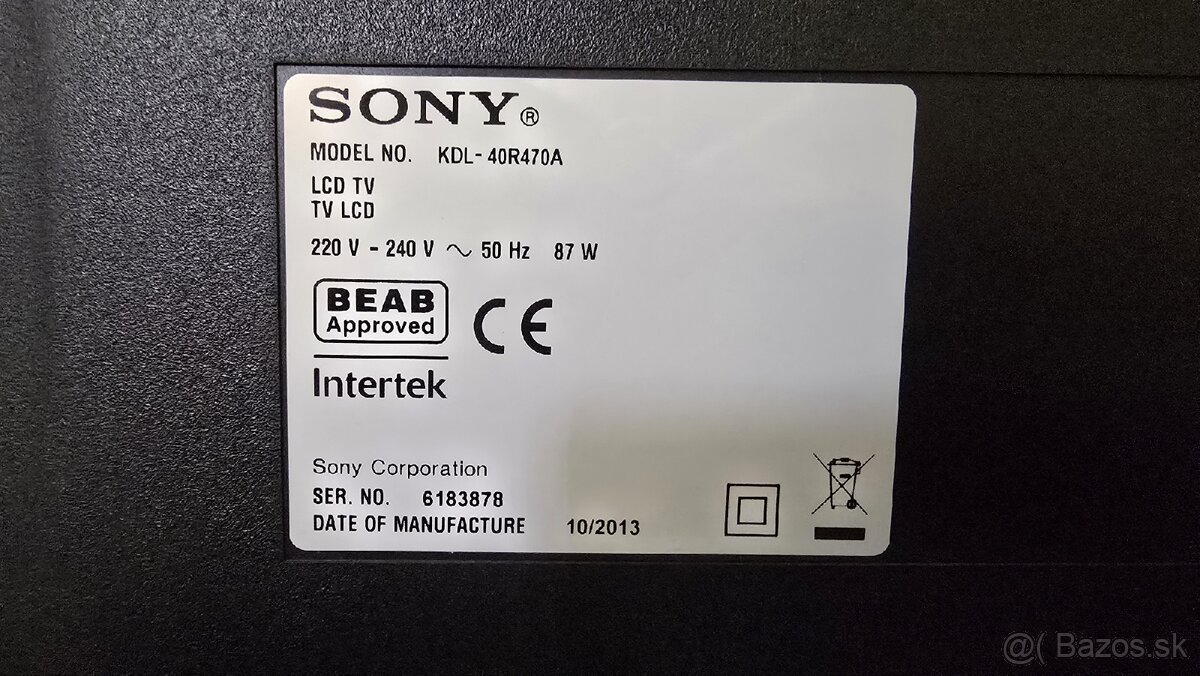 SONY®
MODEL NO. KDL-40R470A
LCD TV
TV LCD
220 V - 240 V ~ 50 Hz 87 W
BEAB
Approved
CE
Intertek
Sony Corporation
SER. NO. 6183878
DATE OF MANUFACTURE 10/2013
@( Bazos.sk